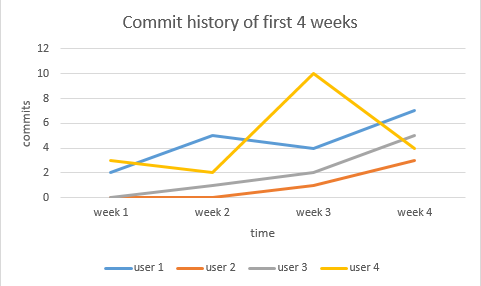 Commit history of first 4 weeks
12
10
8
6
4
2
0
commits
week 1 week 2 week 3 week 4
time
user 1 user 2 user 3 user 4